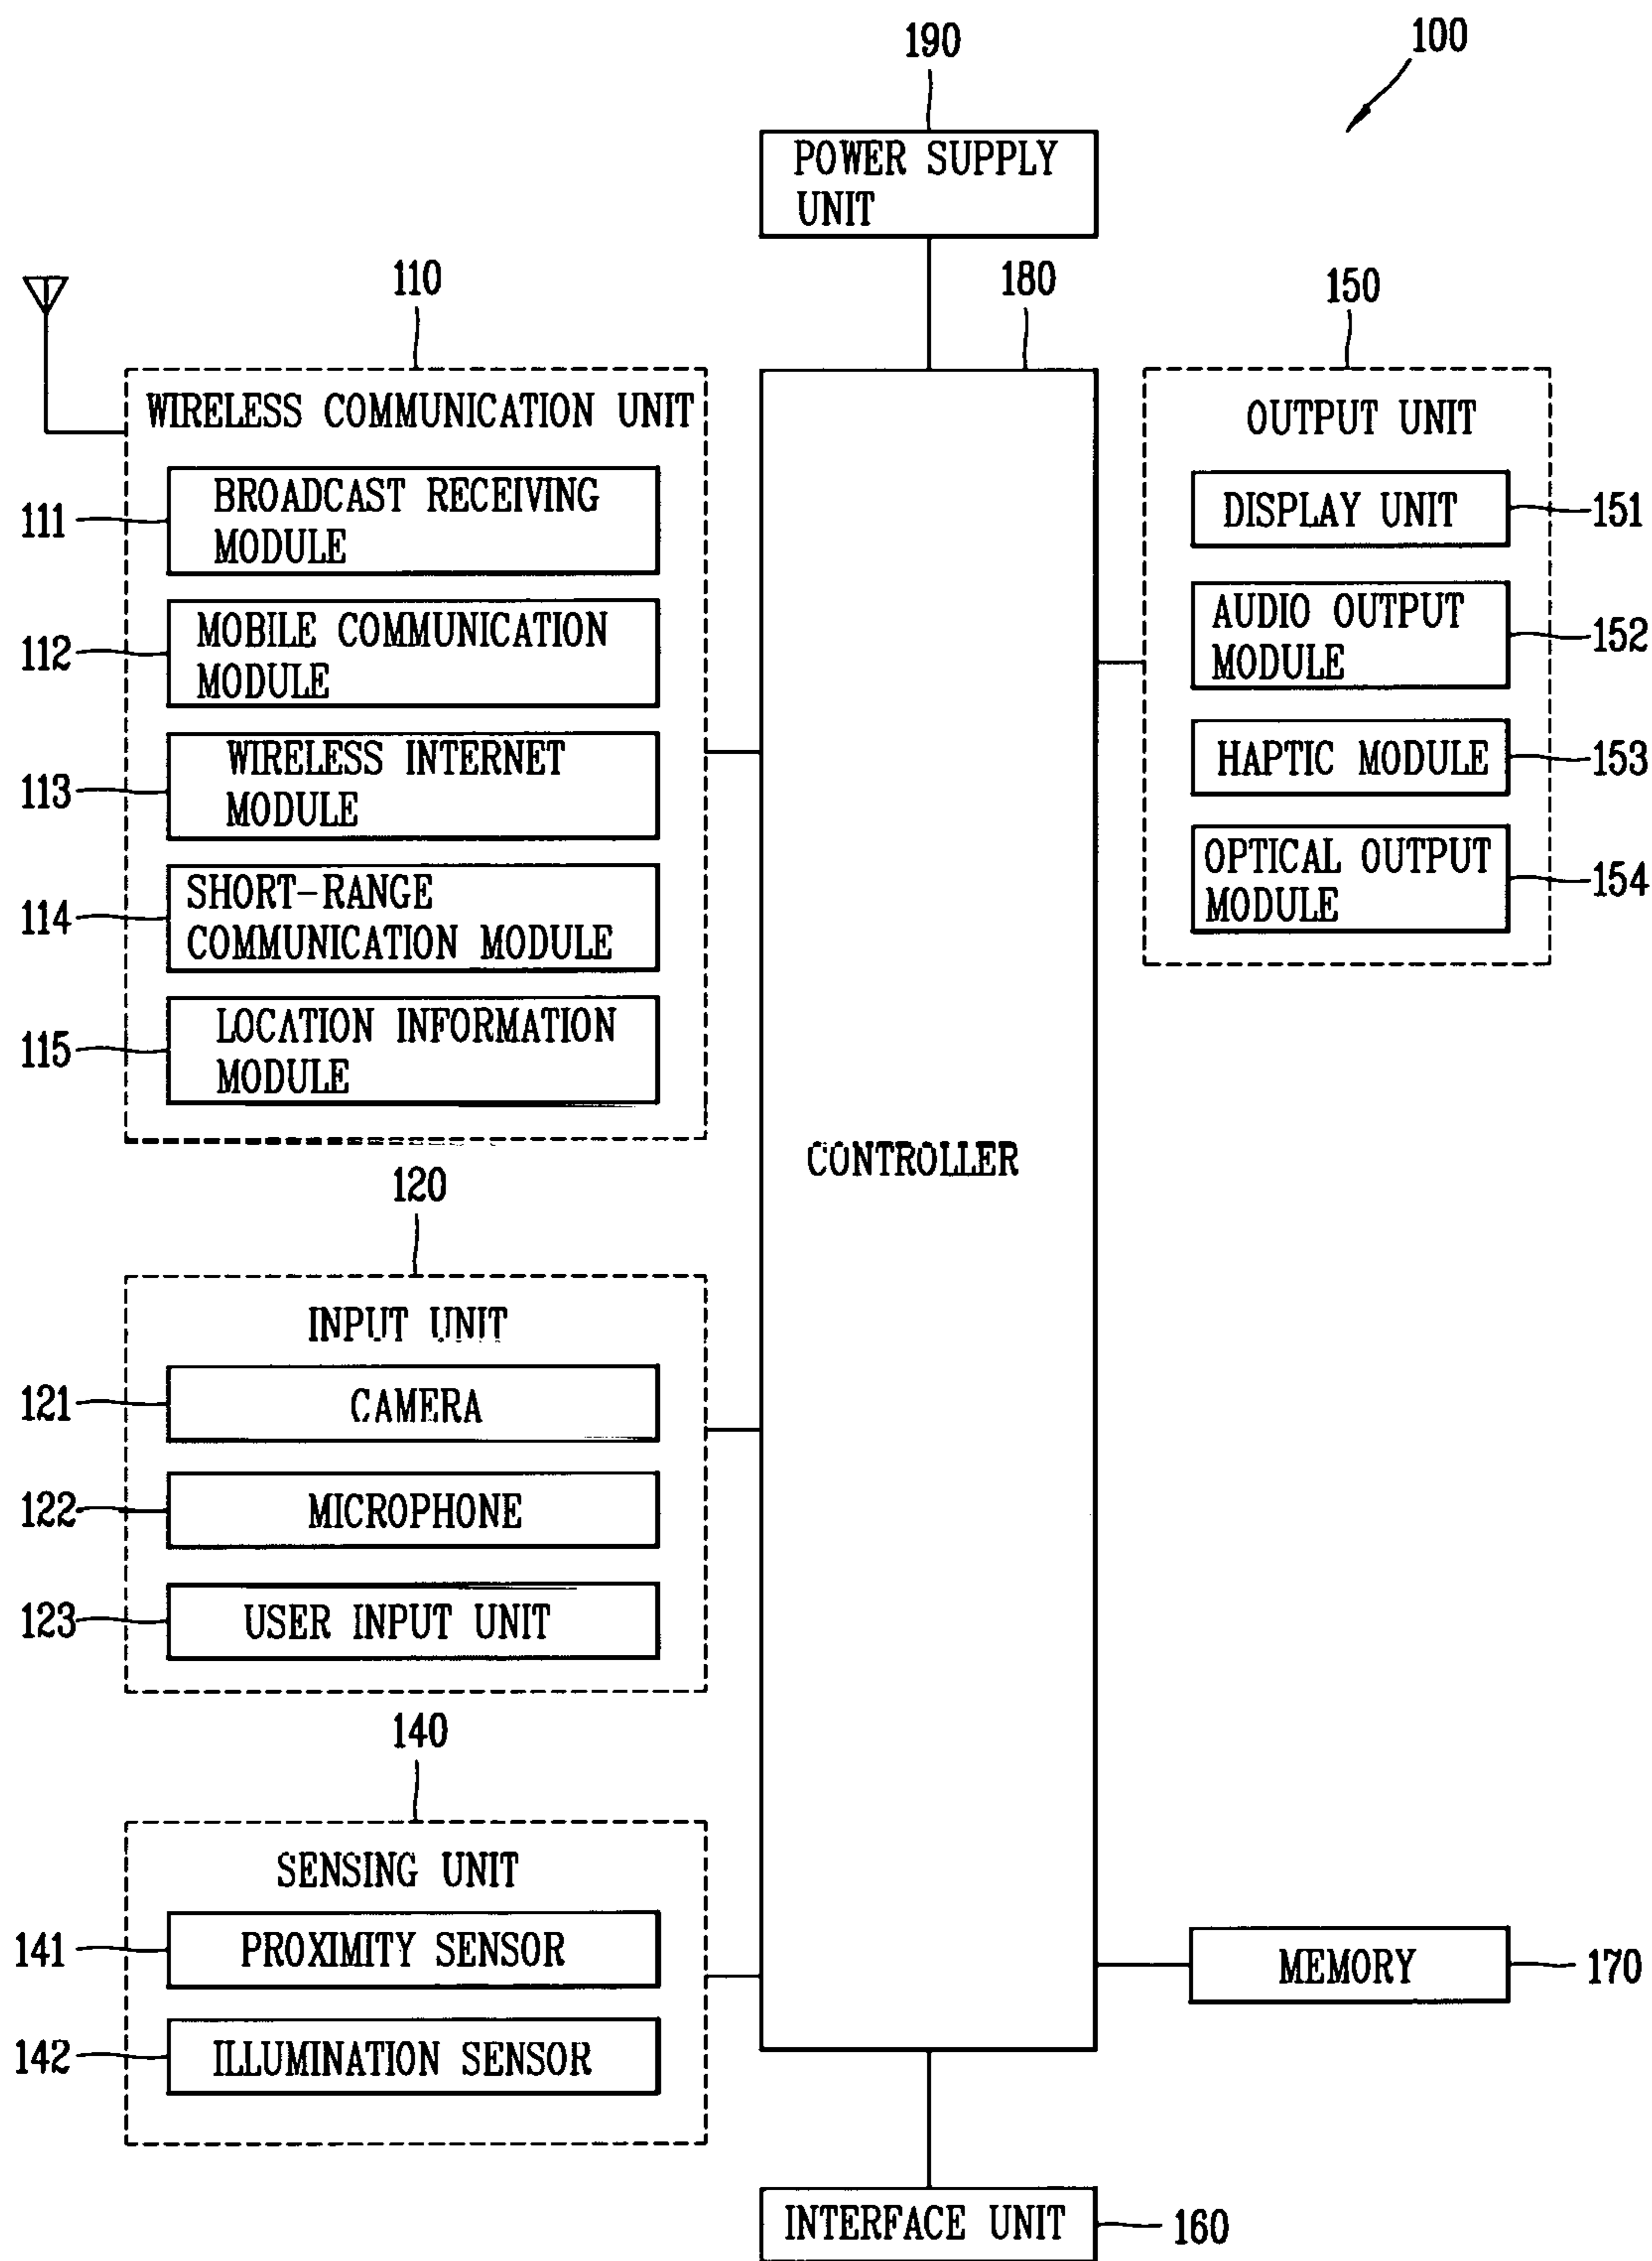 100
190
POWER SUPPLY
UNIT
110
180
150
WIRELESS COMMUNICATION UNIT
111
BROADCAST RECEIVING
MODULE
112
MOBILE COMMUNICATION
MODULE
113
WIRELESS INTERNET
MODULE
114
SHORT-RANGE
COMMUNICATION MODULE
115
LOCATION INFORMATION
MODULE
120
INPUT UNIT
121
CAMERA
122
MICROPHONE
123
USER INPUT UNIT
140
SENSING UNIT
141
PROXIMITY SENSOR
142
ILLUMINATION SENSOR
CONTROLLER
OUTPUT UNIT
DISPLAY UNIT
151
AUDIO OUTPUT
MODULE
152
HAPTIC MODULE
153
OPTICAL OUTPUT
MODULE
154
MEMORY
170
INTERFACE UNIT
160